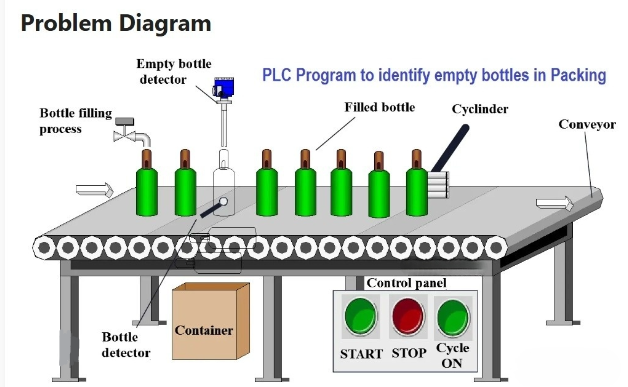 Problem Diagram
Empty bottle
detector
PLC Program to identify empty bottles in Packing
Bottle filling
process
Filled bottle
Cyclinder
Conveyor
Control panel
Bottle
detector
Container
START STOP Cycle
ON